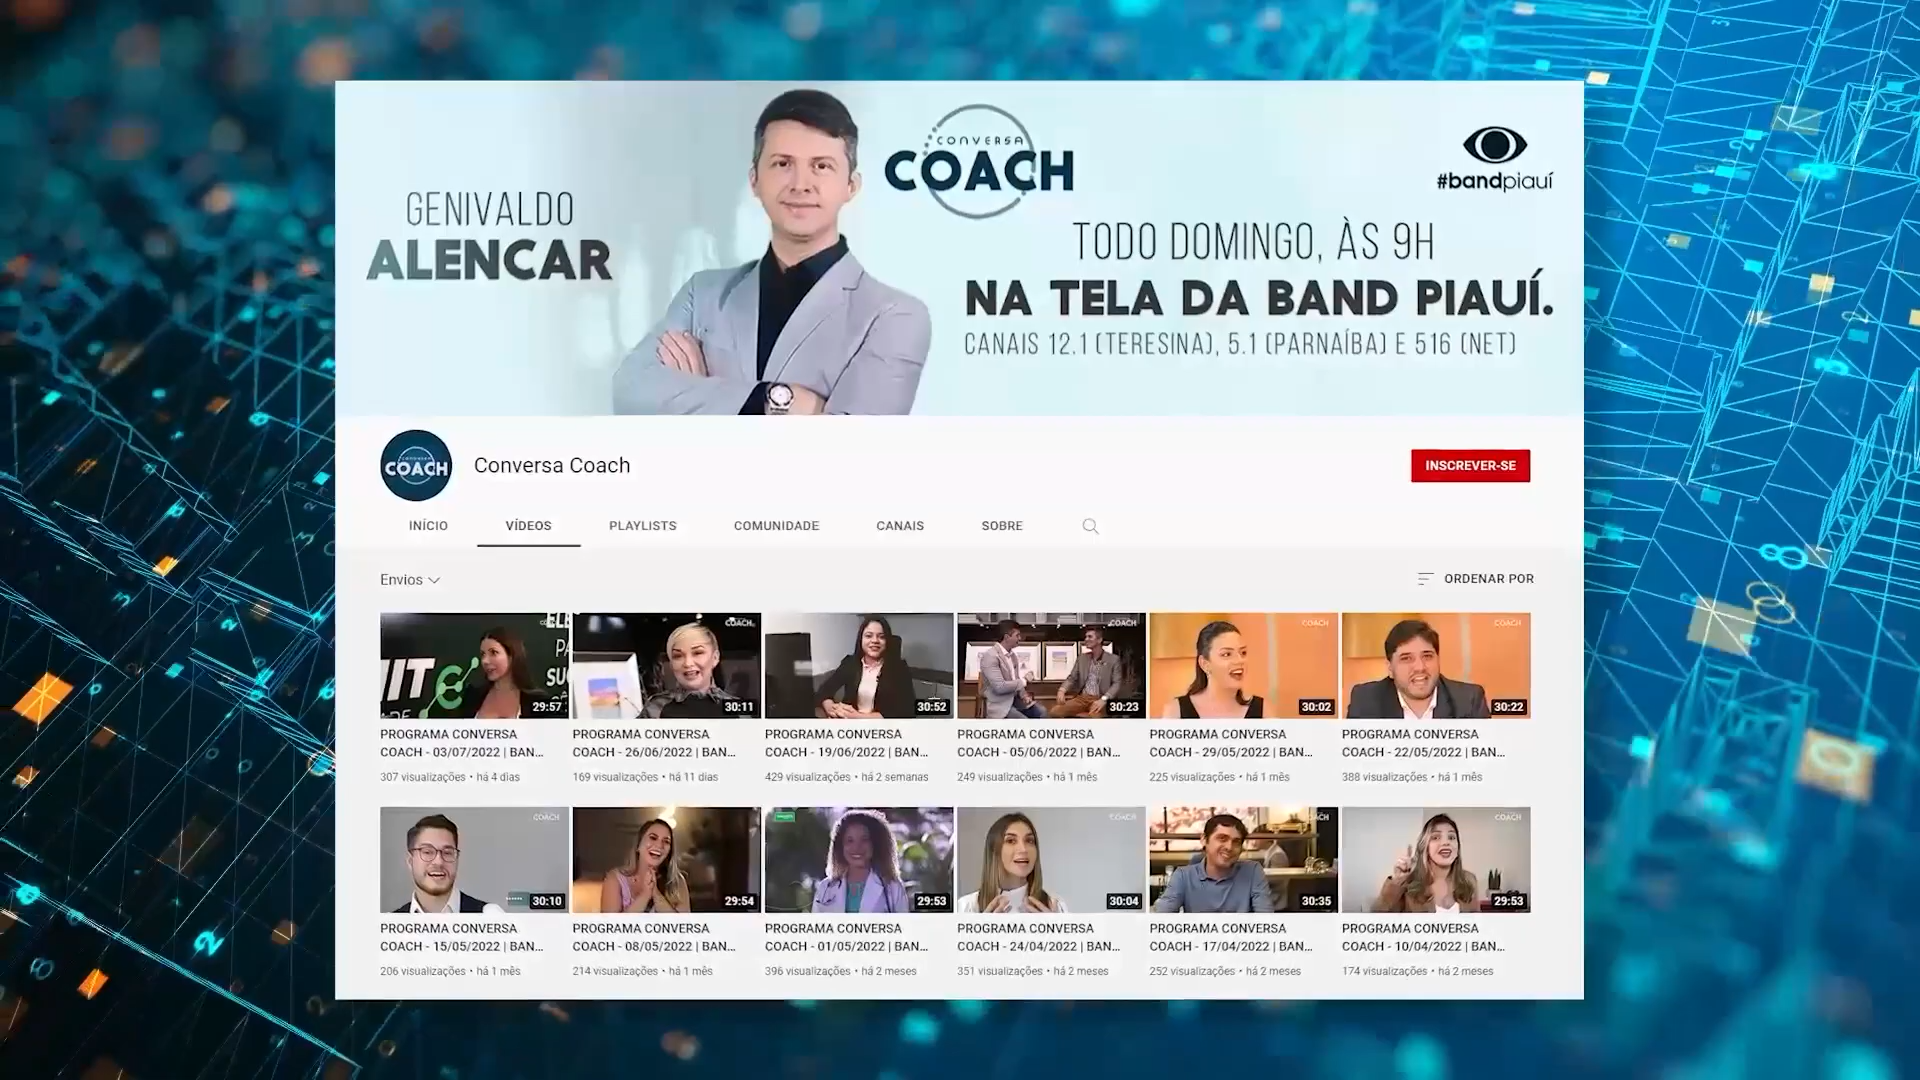 GENIVALDO
ALENCAR
CONVERSA
COACH
#bandpiauí
TODO DOMINGO, ÀS 9H
NA TELA DA BAND PIAUÍ.
CANAIS 12.1 (TERESINA), 5.1 (PARNAÍBA) E 516 (NET)
COACH
Conversa Coach
INSCREVER-SE
INÍCIO VÍDEOS PLAYLISTS COMUNIDADE CANAIS SOBRE
Envios
ORDENAR POR
29:57 30:11 30:52 30:23 30:02 30:22
PROGRAMA CONVERSA
COACH - 03/07/2022 | BAN...
307 visualizações • há 4 dias
PROGRAMA CONVERSA
COACH - 26/06/2022 | BAN...
169 visualizações • há 11 dias
PROGRAMA CONVERSA
COACH - 19/06/2022 | BAN...
429 visualizações • há 2 semanas
PROGRAMA CONVERSA
COACH - 05/06/2022 | BAN...
249 visualizações • há 1 mês
PROGRAMA CONVERSA
COACH - 29/05/2022 | BAN...
225 visualizações • há 1 mês
PROGRAMA CONVERSA
COACH - 22/05/2022 | BAN...
388 visualizações • há 1 mês
30:10 29:54 29:53 30:04 30:35 29:53
PROGRAMA CONVERSA
COACH - 15/05/2022 | BAN...
206 visualizações • há 1 mês
PROGRAMA CONVERSA
COACH - 08/05/2022 | BAN...
214 visualizações • há 1 mês
PROGRAMA CONVERSA
COACH - 01/05/2022 | BAN...
396 visualizações • há 2 meses
PROGRAMA CONVERSA
COACH - 24/04/2022 | BAN...
351 visualizações • há 2 meses
PROGRAMA CONVERSA
COACH - 17/04/2022 | BAN...
252 visualizações • há 2 meses
PROGRAMA CONVERSA
COACH - 10/04/2022 | BAN...
174 visualizações • há 2 meses